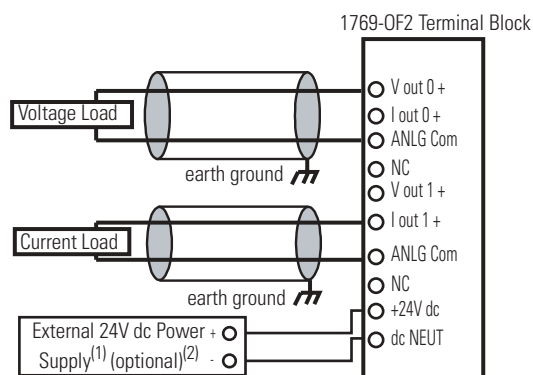 1769-OF2 Terminal Block
V out 0 +
I out 0 +
ANLG Com
NC
V out 1 +
I out 1 +
ANLG Com
NC
+24V dc
dc NEUT
Voltage Load
earth ground
Current Load
earth ground
External 24V dc Power +
Supply(1) (optional)(2) -